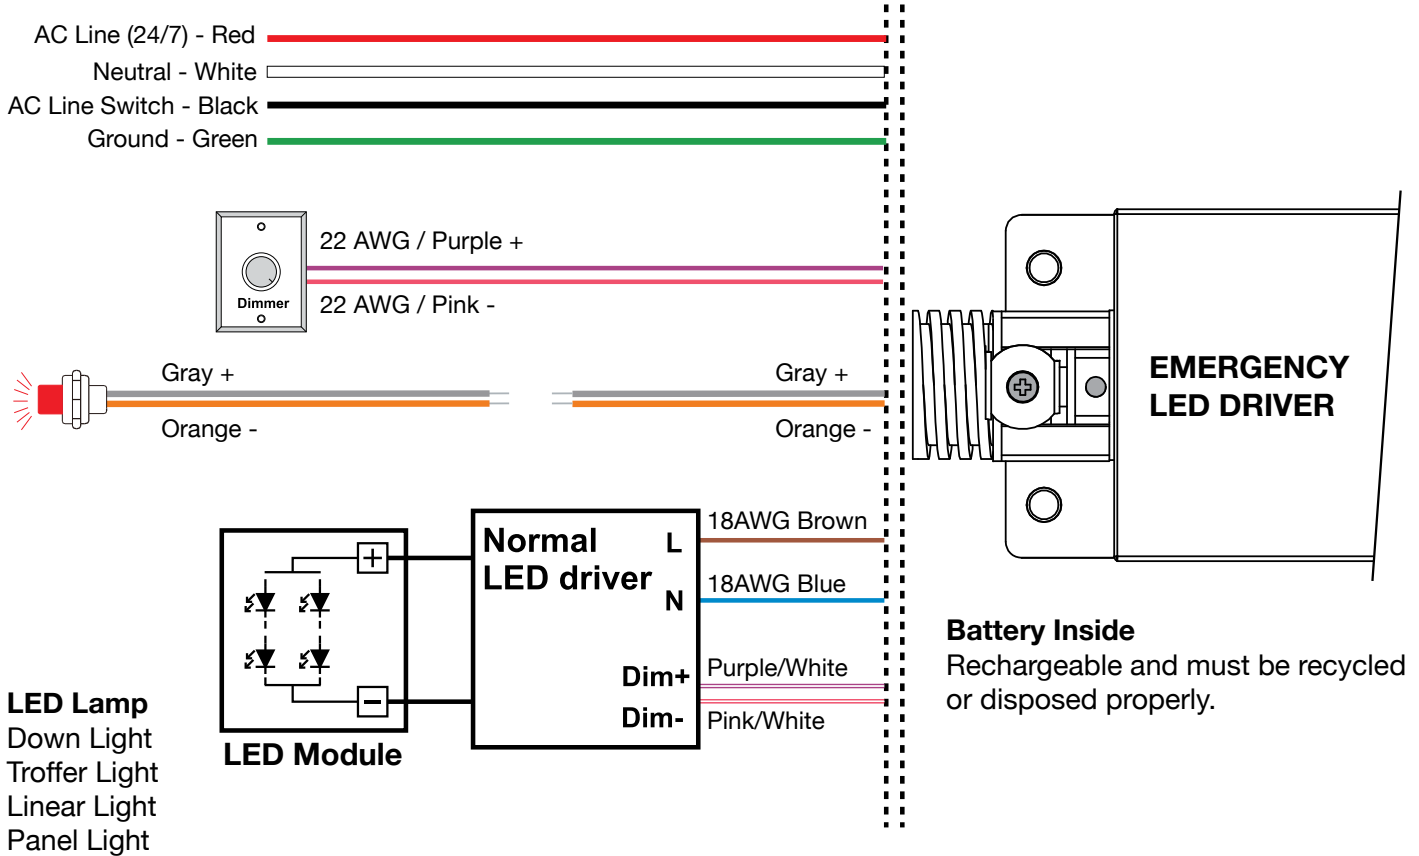 AC Line (24/7) - Red
Neutral - White
AC Line Switch - Black
Ground - Green
22 AWG / Purple +
Dimmer
22 AWG / Pink -
Gray +
Gray +
Orange -
Orange -
EMERGENCY
LED DRIVER
Normal
LED driver
L
N
Dim+
Dim-
18AWG Brown
18AWG Blue
Purple/White
Pink/White
+
-
LED Module
Battery Inside
Rechargeable and must be recycled
or disposed properly.
LED Lamp
Down Light
Troffer Light
Linear Light
Panel Light